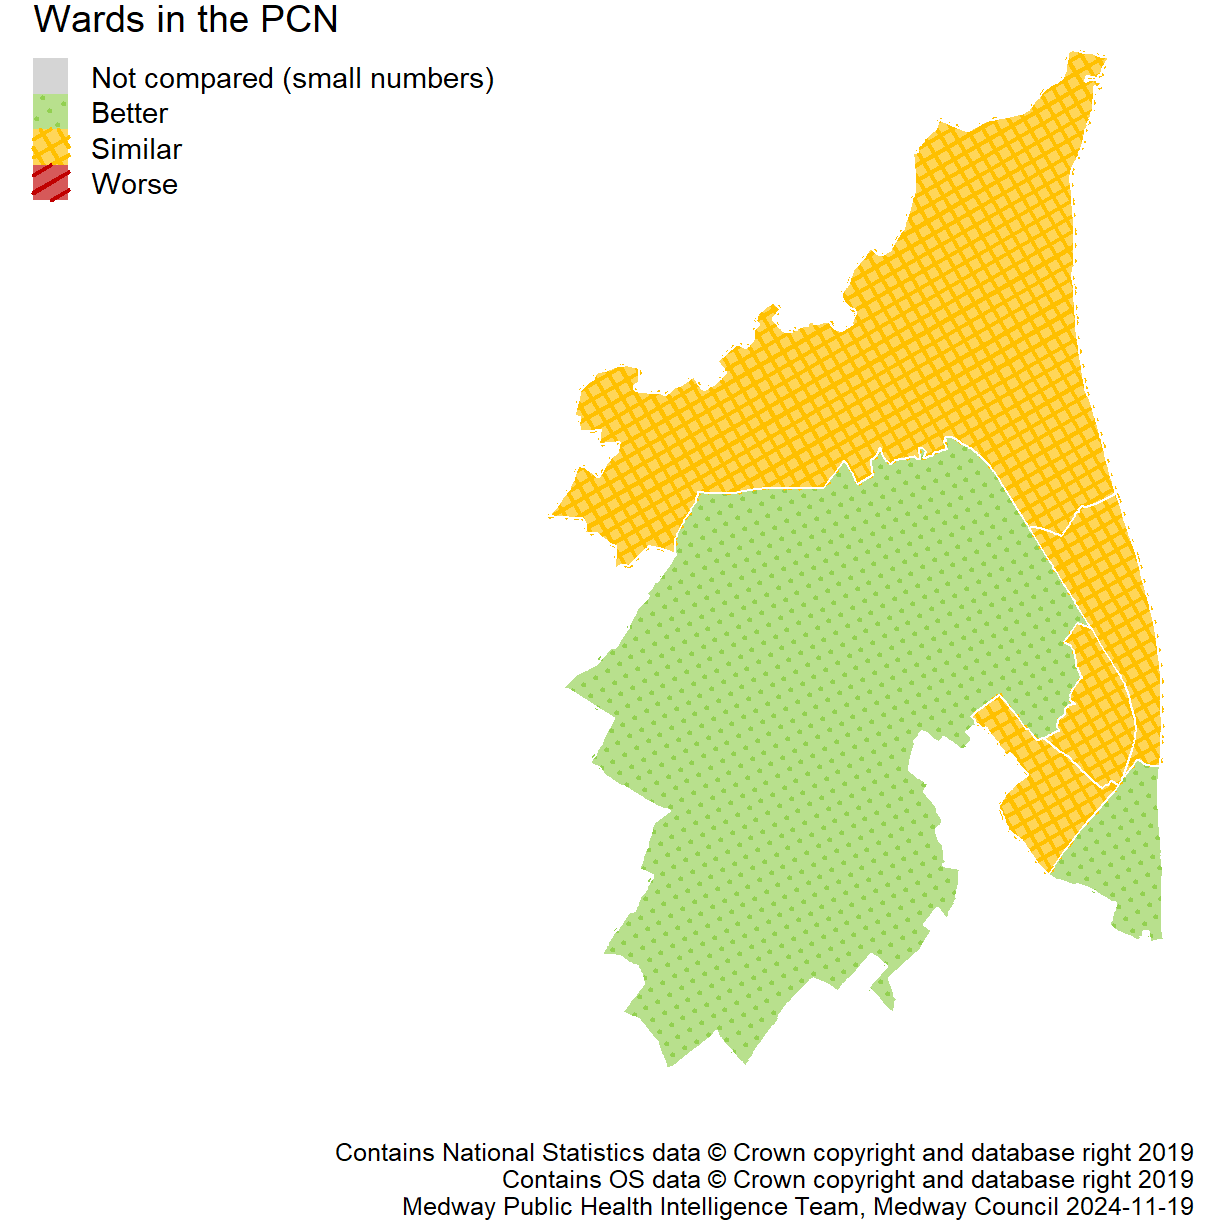 Wards in the PCN
Not compared (small numbers)
Better
Similar
Worse
Contains National Statistics data © Crown copyright and database right 2019
Contains OS data © Crown copyright and database right 2019
Medway Public Health Intelligence Team, Medway Council 2024-11-19